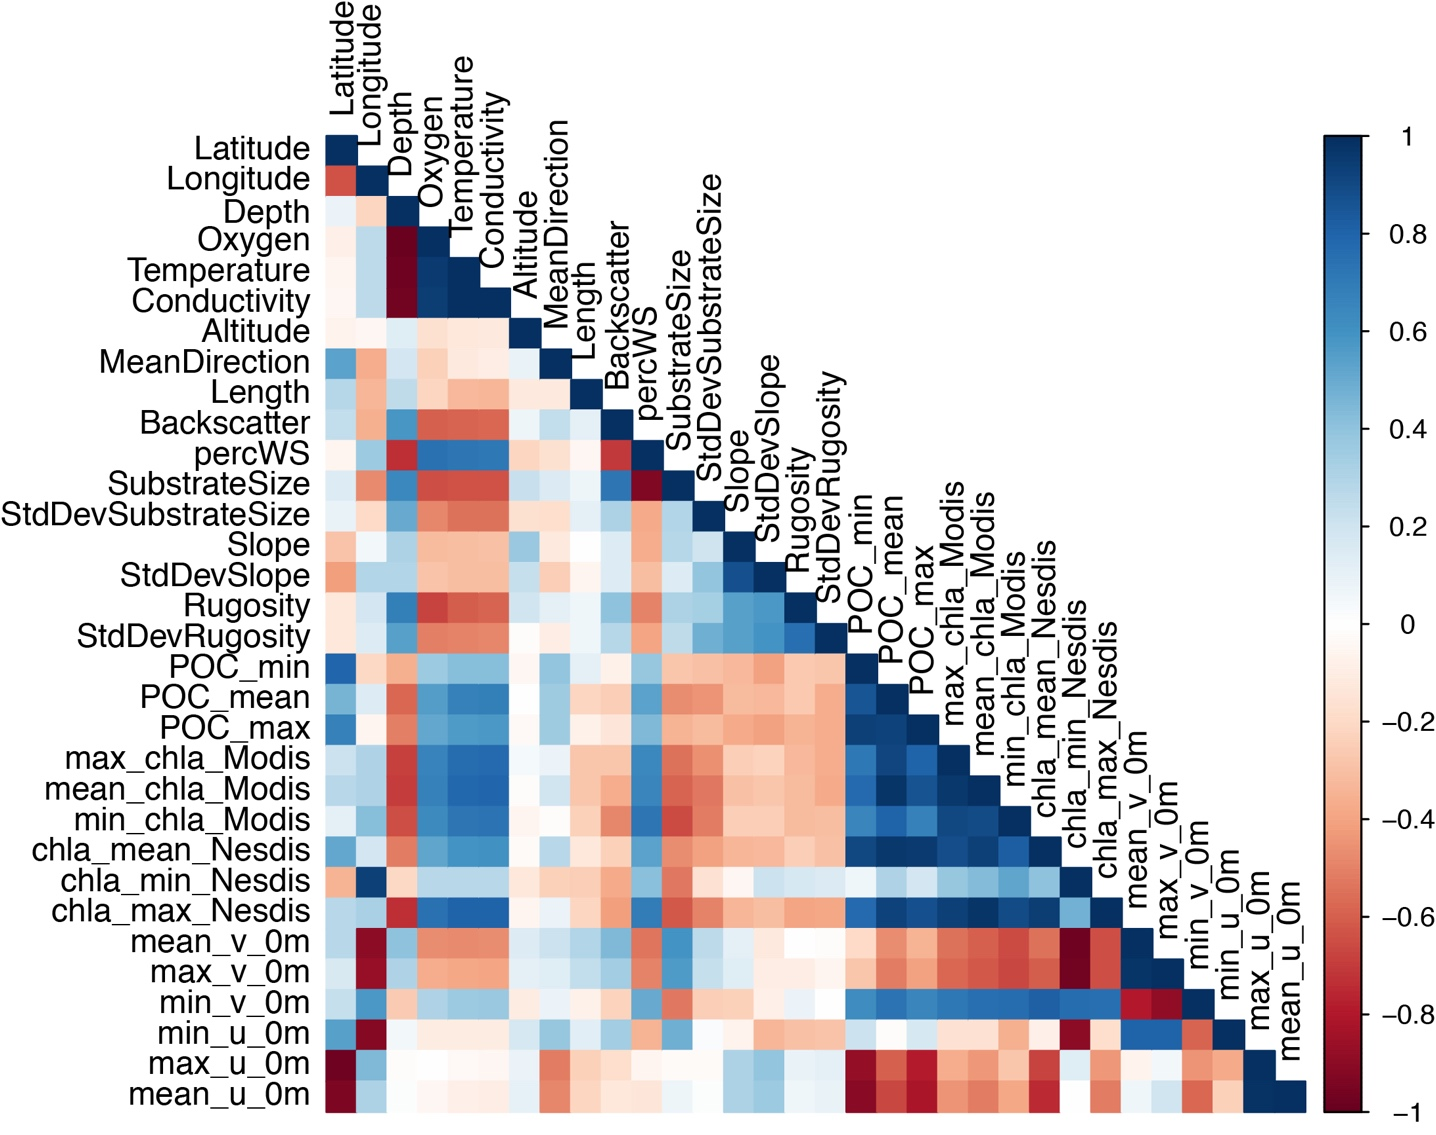 Latitude
Longitude
Depth
Oxygen
Temperature
Conductivity
Altitude
MeanDirection
Length
Backscatter
percWS
SubstrateSize
StdDevSubstrateSize
Slope
StdDevSlope
Rugosity
StdDevRugosity
POC_min
POC_mean
POC_max
max_chla_Modis
mean_chla_Modis
min_chla_Modis
chla_mean_Nesdis
chla_min_Nesdis
chla_max_Nesdis
mean_v_0m
max_v_0m
min_v_0m
min_u_0m
max_u_0m
mean_u_0m
Latitude
Longitude
Depth
Oxygen
Temperature
Conductivity
Altitude
MeanDirection
Length
Backscatter
percWS
SubstrateSize
StdDevSubstrateSize
Slope
StdDevSlope
Rugosity
StdDevRugosity
POC_min
POC_mean
POC_max
max_chla_Modis
mean_chla_Modis
min_chla_Modis
chla_mean_Nesdis
chla_min_Nesdis
chla_max_Nesdis
mean_v_0m
max_v_0m
min_v_0m
min_u_0m
max_u_0m
mean_u_0m
1
0.8
0.6
0.4
0.2
0
−0.2
−0.4
−0.6
−0.8
−1